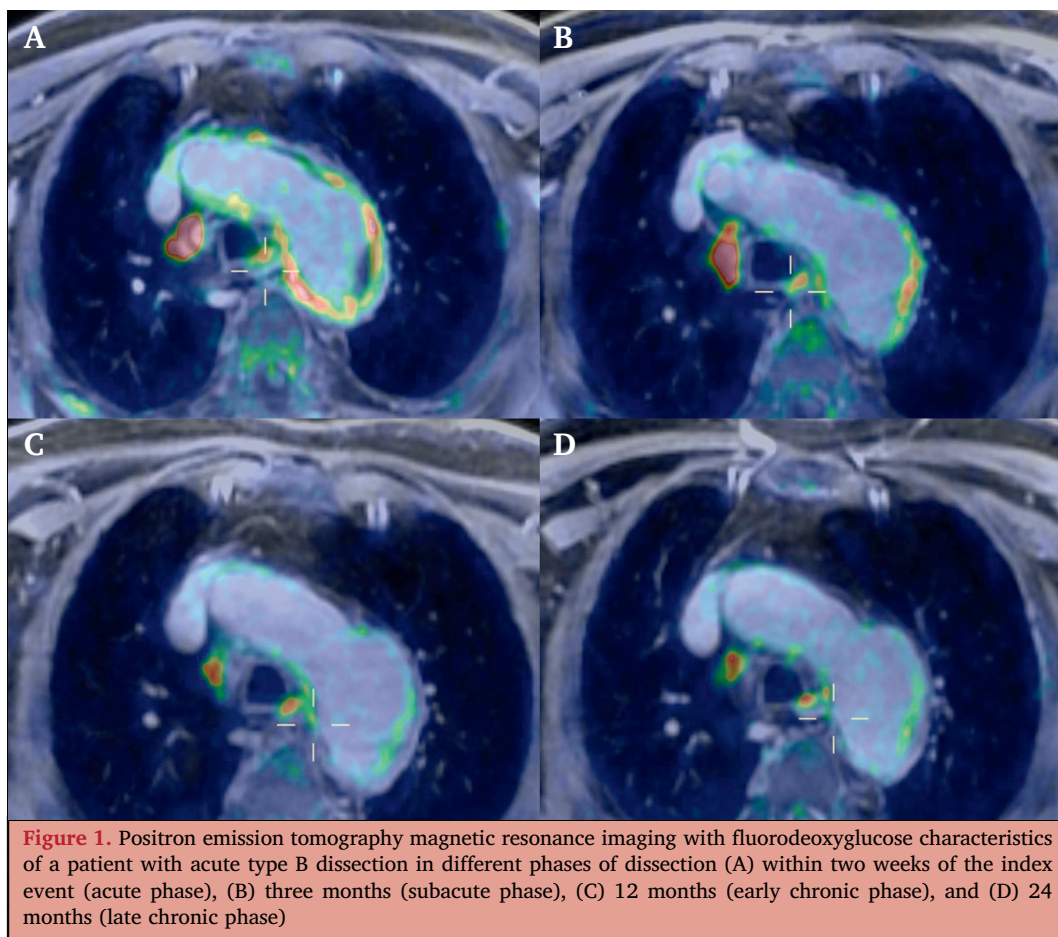 A
B
C
D
Figure 1. Positron emission tomography magnetic resonance imaging with fluorodeoxyglucose characteristics
of a patient with acute type B dissection in different phases of dissection (A) within two weeks of the index
event (acute phase), (B) three months (subacute phase), (C) 12 months (early chronic phase), and (D) 24
months (late chronic phase)